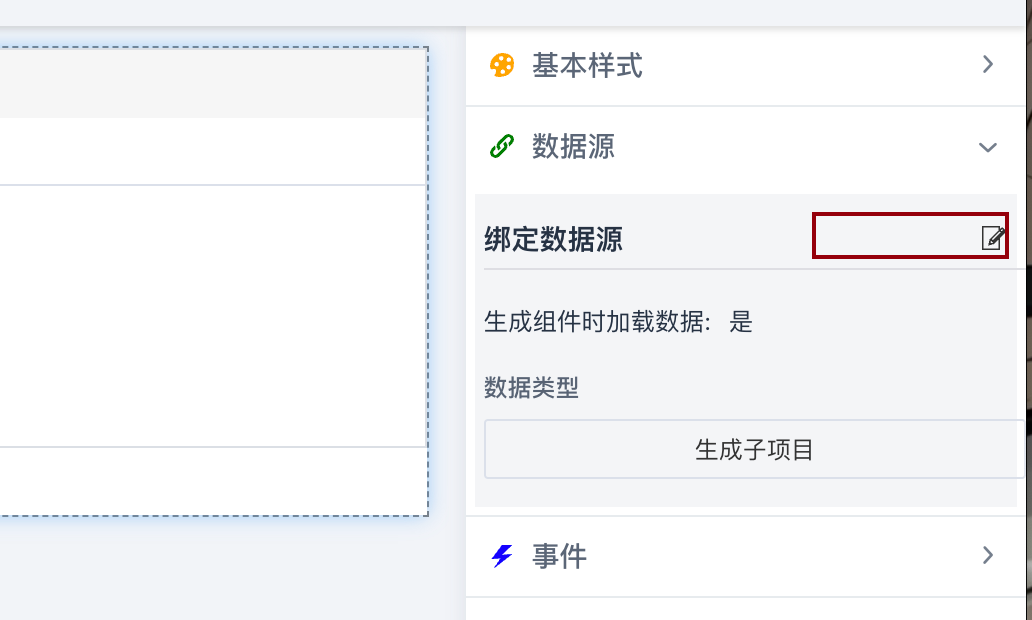 基本样式
数据源
绑定数据源
生成组件时加载数据: 是
数据类型
生成子项目
事件